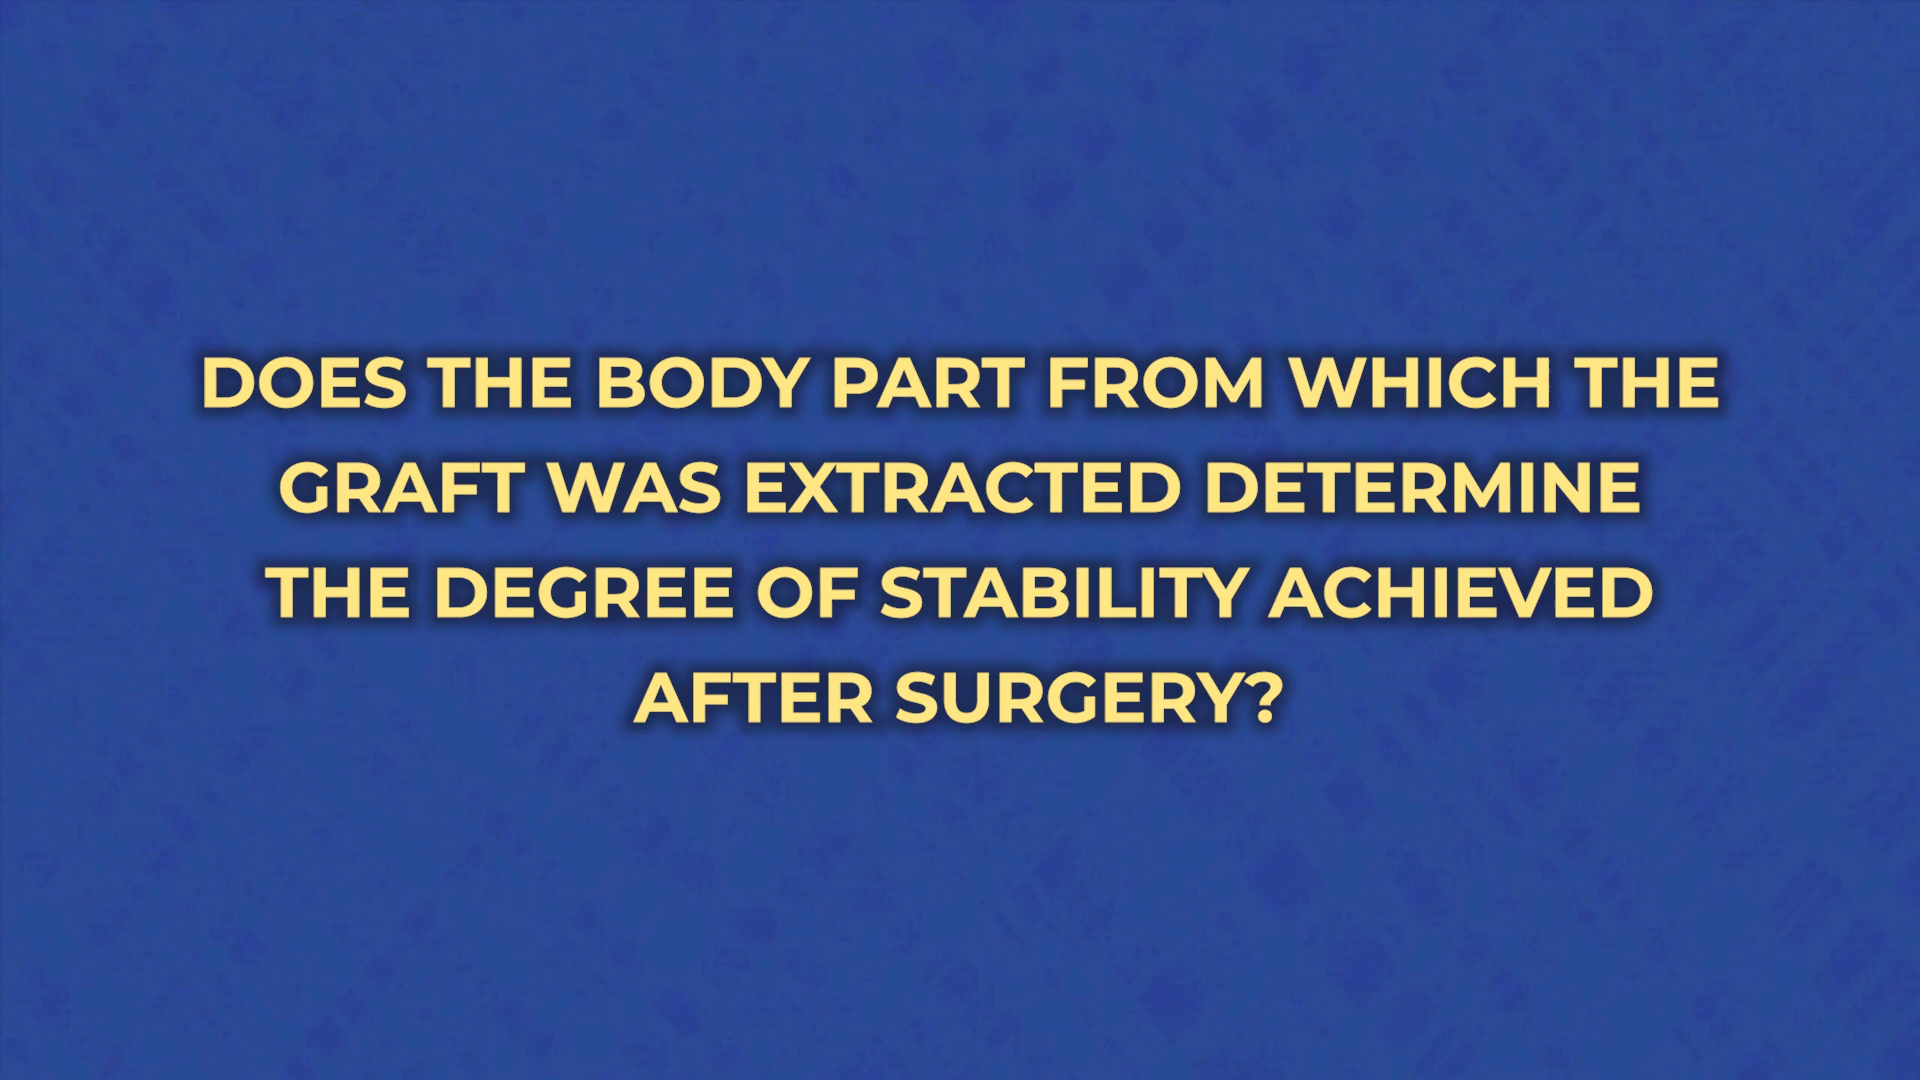 DOES THE BODY PART FROM WHICH THE
GRAFT WAS EXTRACTED DETERMINE
THE DEGREE OF STABILITY ACHIEVED
AFTER SURGERY?